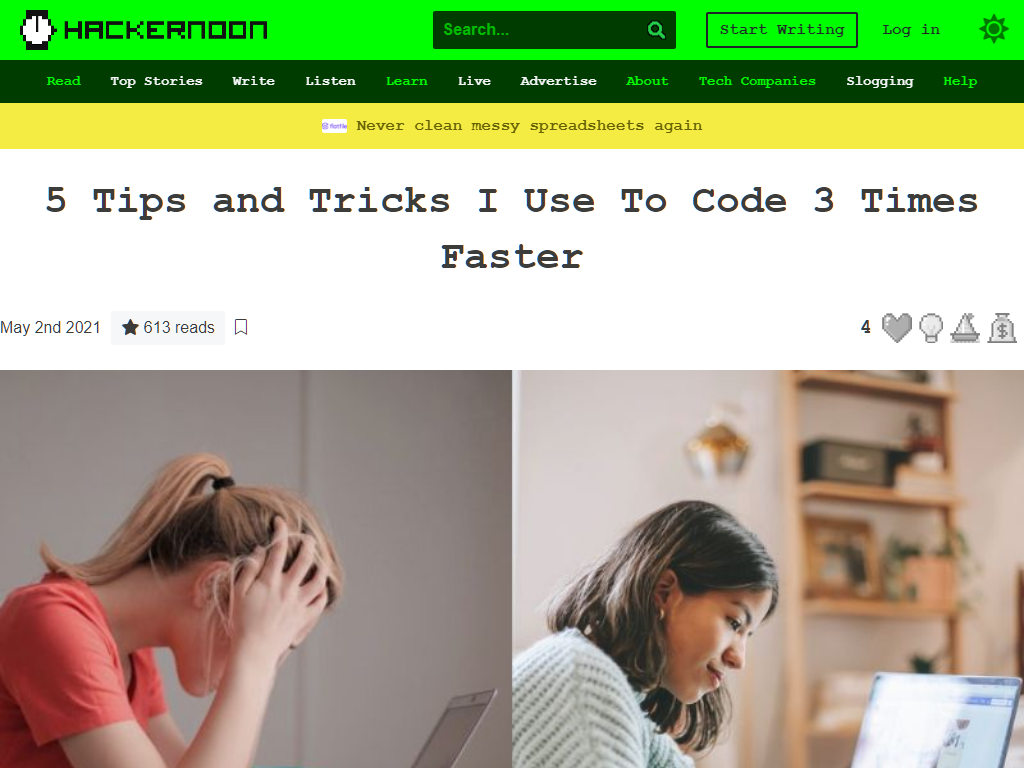 HACKERNOON
Search...
Start Writing
Log in
Read Top Stories Write Listen Learn Live Advertise About Tech Companies Slogging Help
flatfile Never clean messy spreadsheets again
5 Tips and Tricks I Use To Code 3 Times
Faster
May 2nd 2021
613 reads
4